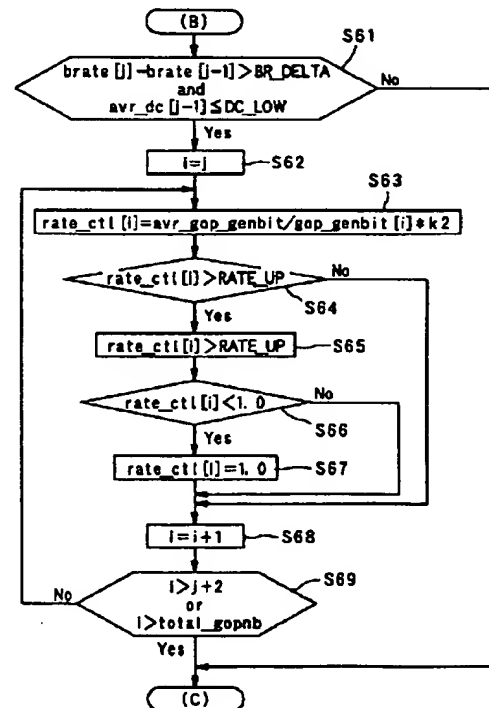 (B)
S61
brate[j]-brate[j-1]>BR_DELTA
and
avr_dc[j-1]≤DC_LOW
No
Yes
i=j
S62
S63
rate_ctl[i]=avr_gop_genbit/gop_genbit[i]*k2
rate_ctl[i]>RATE_UP
No
S64
Yes
rate_ctl[i]>RATE_UP
S65
rate_ctl[i]<1.0
No
S66
Yes
rate_ctl[i]=1.0
S67
i=i+1
S68
No
i>j+2
or
i>total_gopnb
S69
Yes
(C)